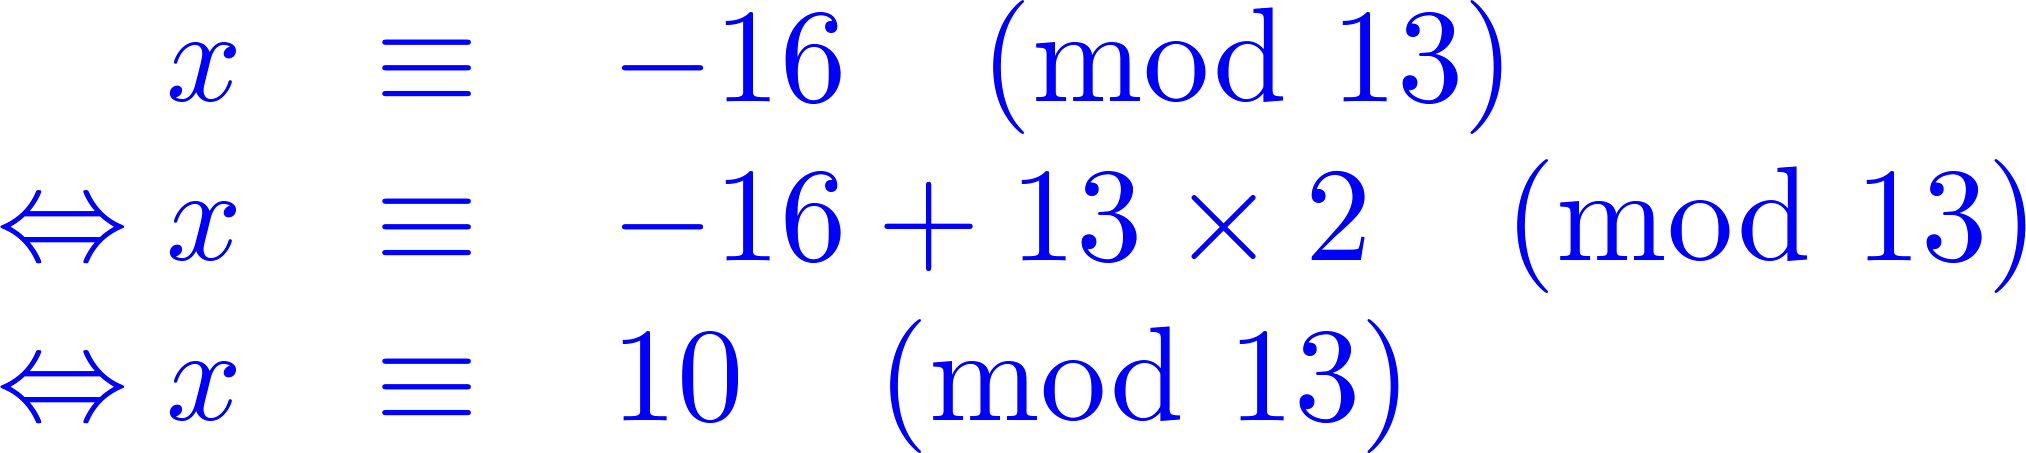 x ≡ −16 (mod 13)
⇔ x ≡ −16 + 13 × 2 (mod 13)
⇔ x ≡ 10 (mod 13)